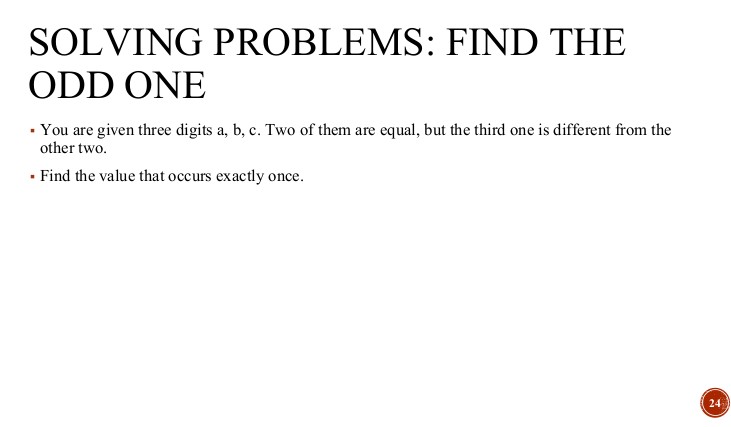 SOLVING PROBLEMS: FIND THE
ODD ONE
▪ You are given three digits a, b, c. Two of them are equal, but the third one is different from the
other two.
▪ Find the value that occurs exactly once.
24